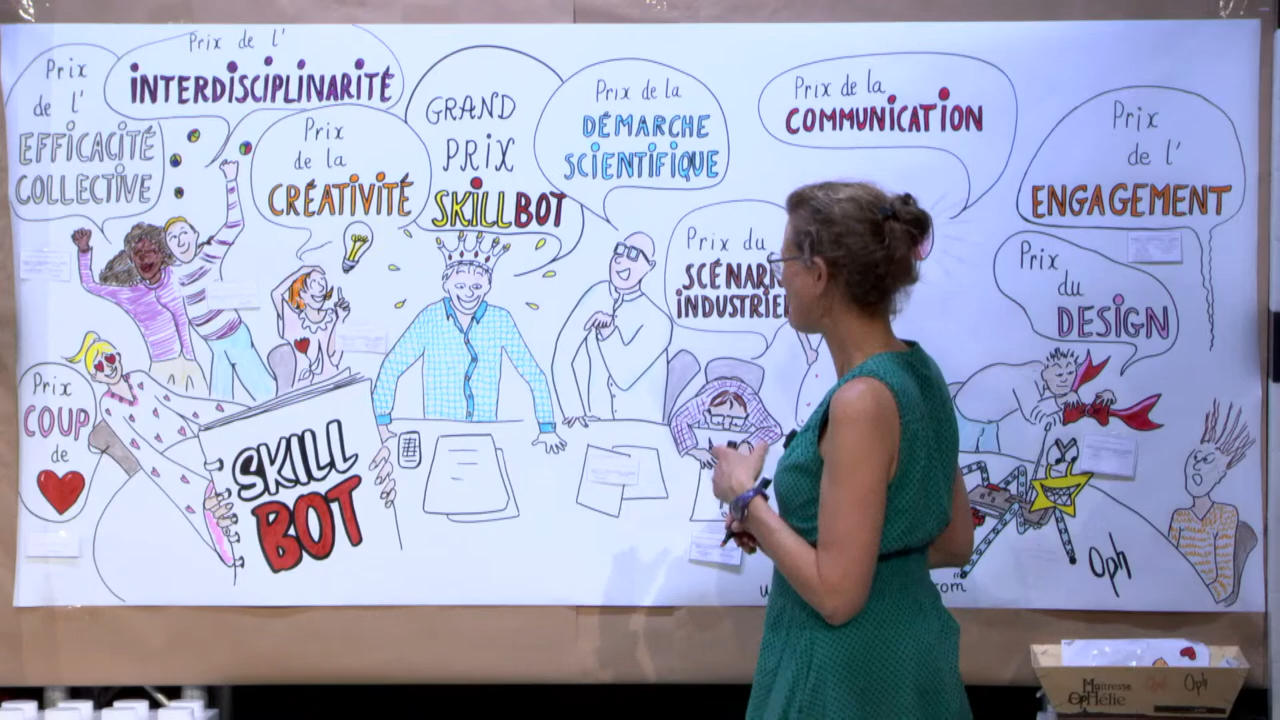 Prix
de l'
EFFICACITÉ
COLLECTIVE
Prix de l'
INTERDISCIPLINARITÉ
Prix
de la
CRÉATIVITÉ
GRAND
PRIX
SKILLBOT
Prix de la
DÉMARCHE
SCIENTIFIQUE
Prix du
Prix de la
COMMUNICATION
Prix
de l'
ENGAGEMENT
Prix
du
DESIGN
Prix
COUP
de
SKILL
BOT
Oph
Maîtresse
OpHélie
Oph